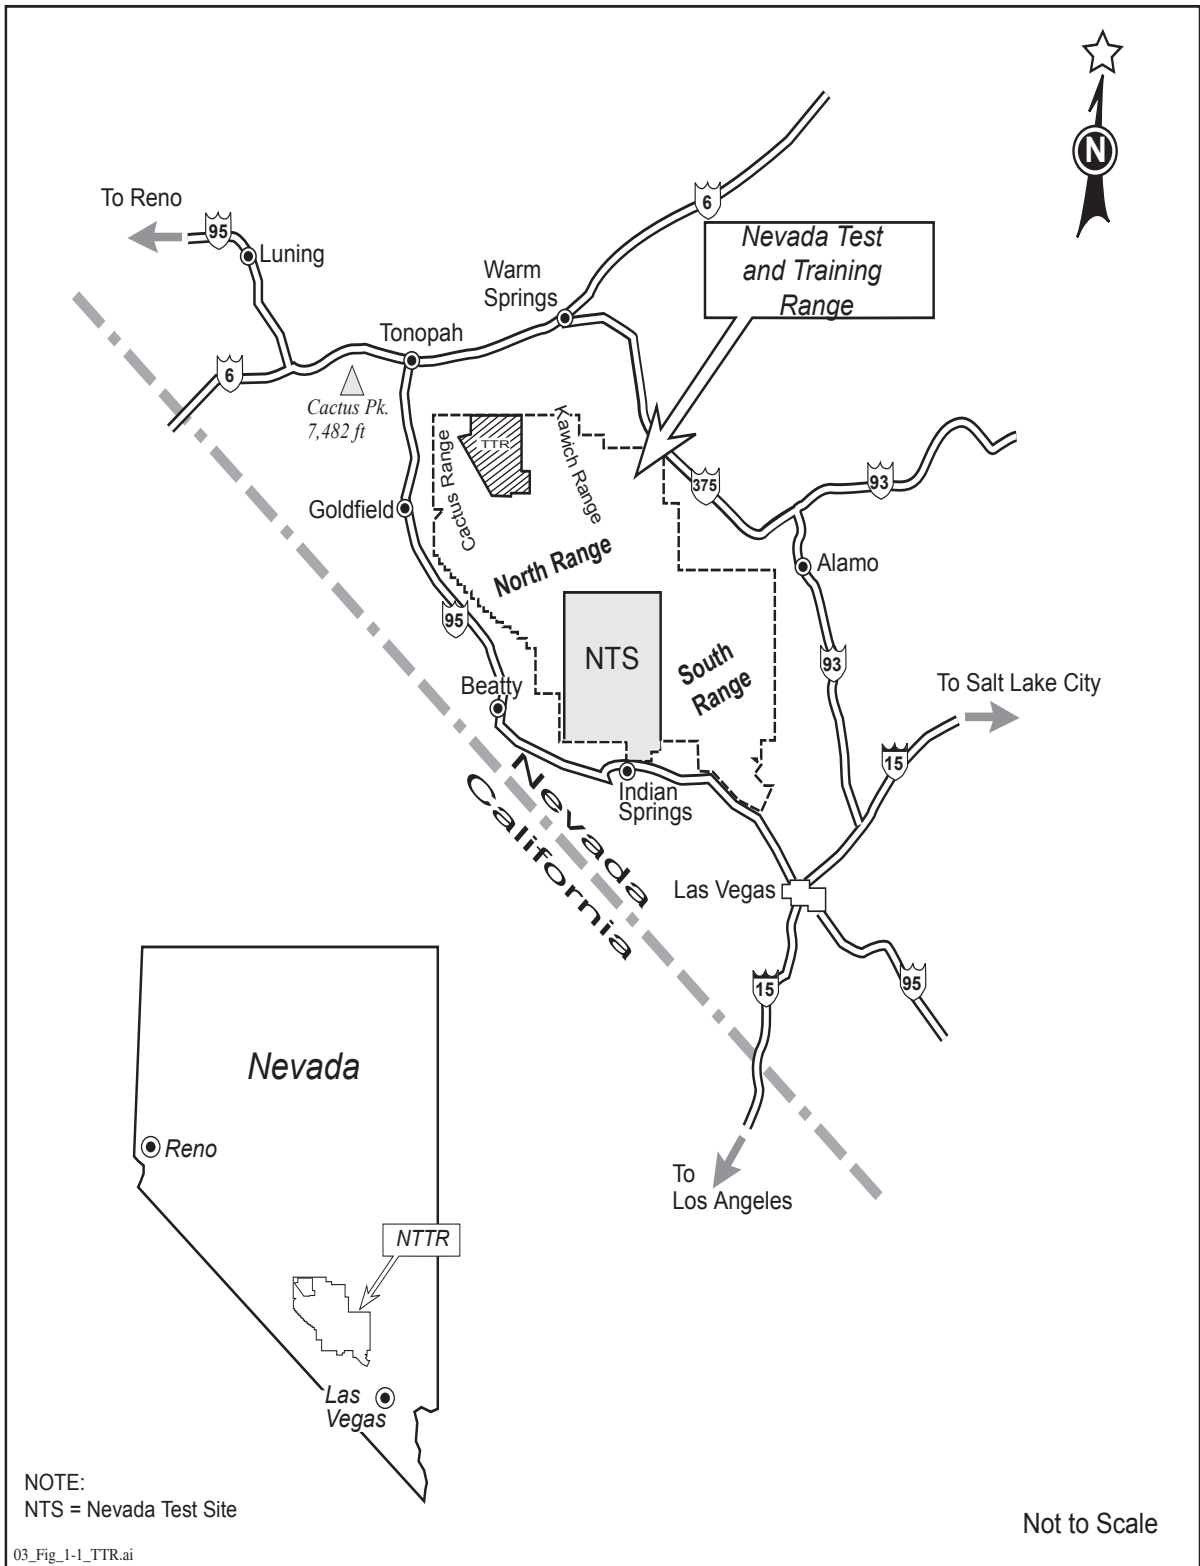 N
6
To Reno
95
Luning
Nevada Test
and Training
Range
Warm
Springs
Tonopah
6
Cactus Pk.
7,482 ft
TTR
Cactus Range
Kawich Range
375
93
Goldfield
North Range
Alamo
95
NTS
South
Range
93
Beatty
To Salt Lake City
15
Indian
Springs
Nevada
California
Las Vegas
15
95
To
Los Angeles
Nevada
Reno
NTTR
Las
Vegas
NOTE:
NTS = Nevada Test Site
Not to Scale
03_Fig_1-1_TTR.ai